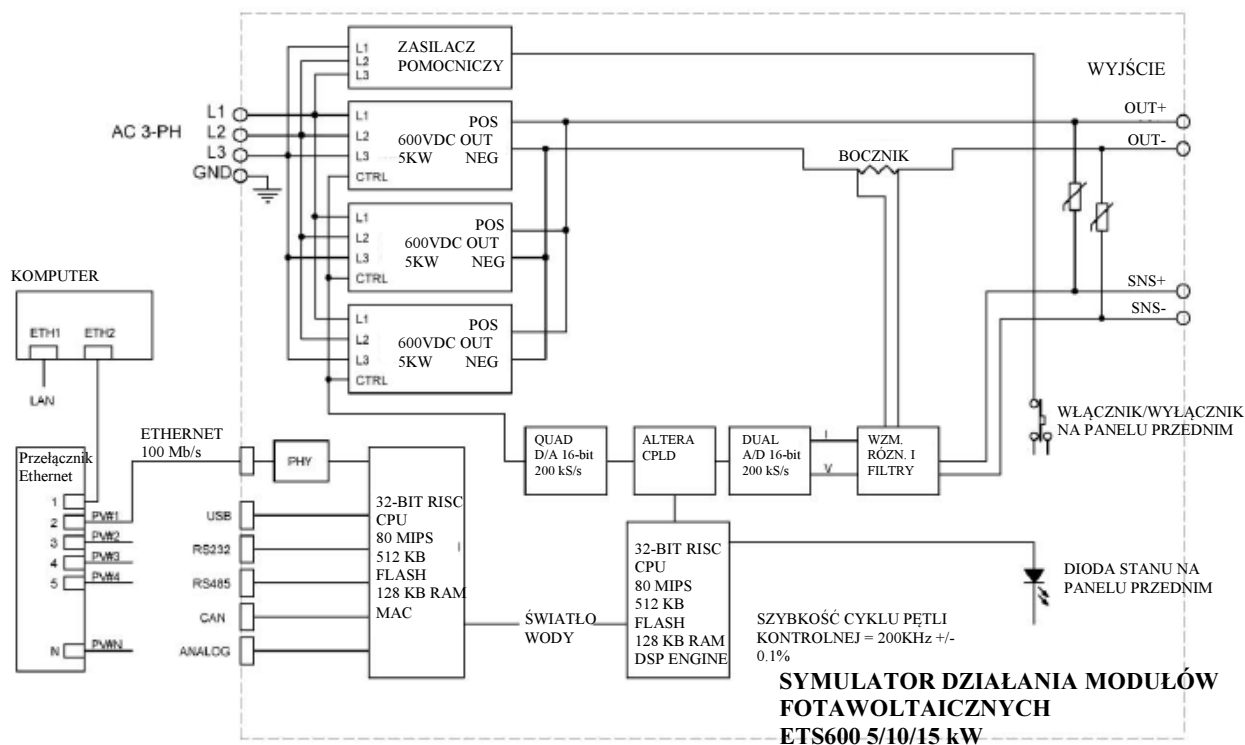 L1
L2
L3
ZASILACZ
POMOCNICZY
WYJŚCIE
AC 3-PH
L1
L2
L3
GND
L1
L2
L3
CTRL
POS
600VDC OUT
5KW NEG
OUT+
OUT-
BOCZNIK
L1
L2
L3
CTRL
POS
600VDC OUT
5KW NEG
SNS+
SNS-
L1
L2
L3
CTRL
POS
600VDC OUT
5KW NEG
KOMPUTER
ETH1
ETH2
LAN
WŁĄCZNIK/WYŁĄCZNIK
NA PANELU PRZEDNIM
ETHERNET
100 Mb/s
Przełącznik
Ethernet
1
2
3
4
5
N
PV#1
PV#2
PV#3
PV#4
PV#N
PHY
USB
RS232
RS485
CAN
ANALOG
32-BIT RISC
CPU
80 MIPS
512 KB
FLASH
128 KB RAM
MAC
QUAD
D/A 16-bit
200 kS/s
ALTERA
CPLD
DUAL
A/D 16-bit
200 kS/s
I
V
WZM.
RÓZN. I
FILTRY
32-BIT RISC
CPU
80 MIPS
512 KB
FLASH
128 KB RAM
DSP ENGINE
ŚWIATŁO
WODY
DIODA STANU NA
PANELU PRZEDNIM
SZYBKOŚĆ CYKLU PĘTLI
KONTROLNEJ = 200KHz +/-
0.1%
SYMULATOR DZIAŁANIA MODUŁÓW
FOTAWOLTAICZNYCH
ETS600 5/10/15 kW